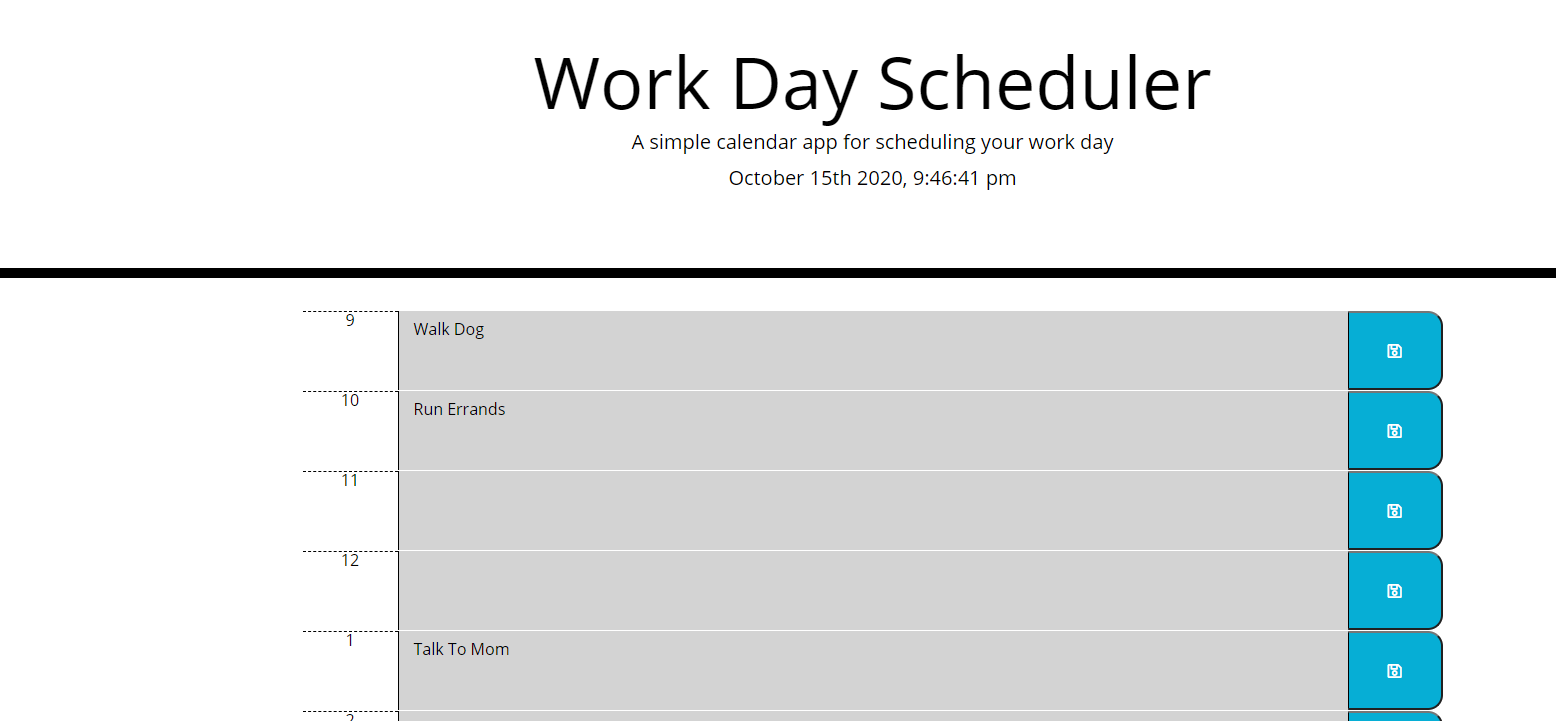 Work Day Scheduler
A simple calendar app for scheduling your work day
October 15th 2020, 9:46:41 pm
9 Walk Dog
10 Run Errands
11
12
1 Talk To Mom
2